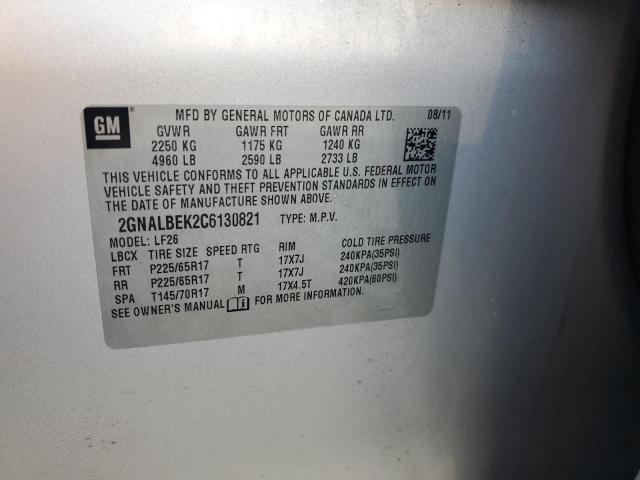 GM
MFD BY GENERAL MOTORS OF CANADA LTD. 08/11
GVWR GAWR FRT GAWR RR
2250 KG 1175 KG 1240 KG
4960 LB 2590 LB 2733 LB
THIS VEHICLE CONFORMS TO ALL APPLICABLE U.S. FEDERAL MOTOR
VEHICLE SAFETY AND THEFT PREVENTION STANDARDS IN EFFECT ON
THE DATE OF MANUFACTURE SHOWN ABOVE.
2GNALBEK2C6130821 TYPE: M.P.V.
MODEL: LF26
LBCX TIRE SIZE SPEED RTG RIM COLD TIRE PRESSURE
FRT P225/65R17 T 17X7J 240KPA(35PSI)
RR P225/65R17 T 17X7J 240KPA(35PSI)
SPA T145/70R17 M 17X4.5T 420KPA(60PSI)
SEE OWNER'S MANUAL FOR MORE INFORMATION.